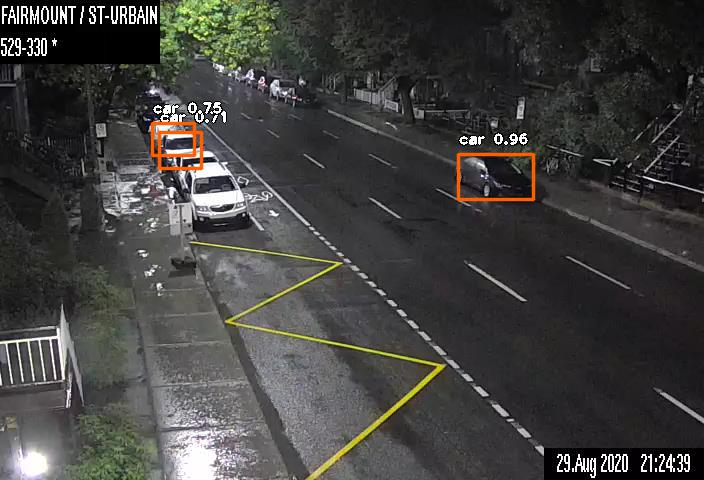 FAIRMOUNT / ST-URBAIN
529-330 *
car 0.75
car 0.71
car 0.96
29.Aug 2020 21:24:39